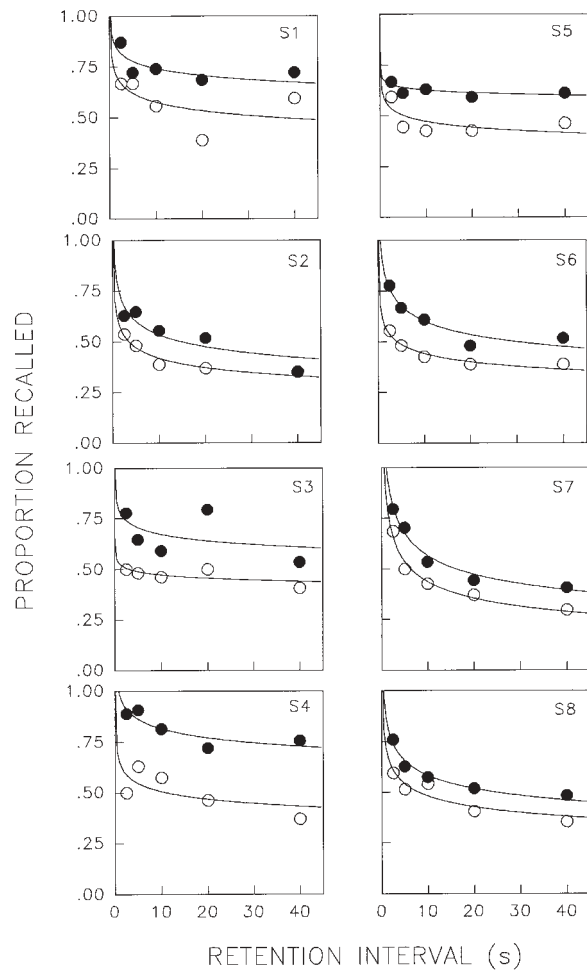 PROPORTION RECALLED
1.00
.75
.50
.25
.00
S1
S5
1.00
.75
.50
.25
.00
S2
S6
1.00
.75
.50
.25
.00
S3
S7
1.00
.75
.50
.25
.00
S4
S8
0 10 20 30 40
0 10 20 30 40
RETENTION INTERVAL (s)